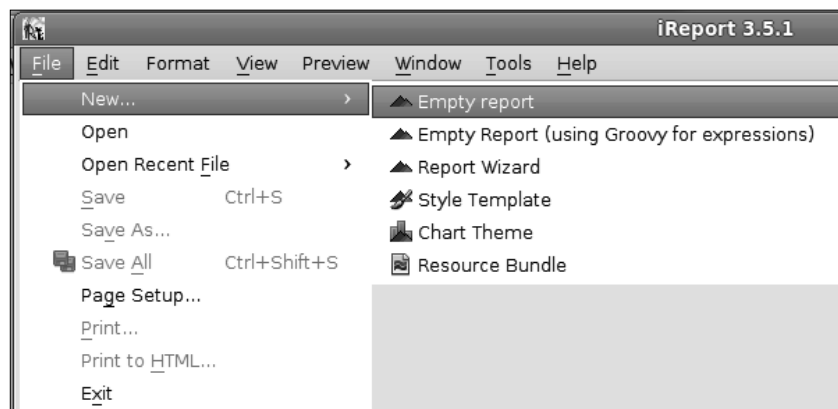 iReport 3.5.1
File Edit Format View Preview Window Tools Help
New...
Open
Open Recent File
Save Ctrl+S
Save As...
Save All Ctrl+Shift+S
Page Setup...
Print...
Print to HTML...
Exit
Empty report
Empty Report (using Groovy for expressions)
Report Wizard
Style Template
Chart Theme
Resource Bundle